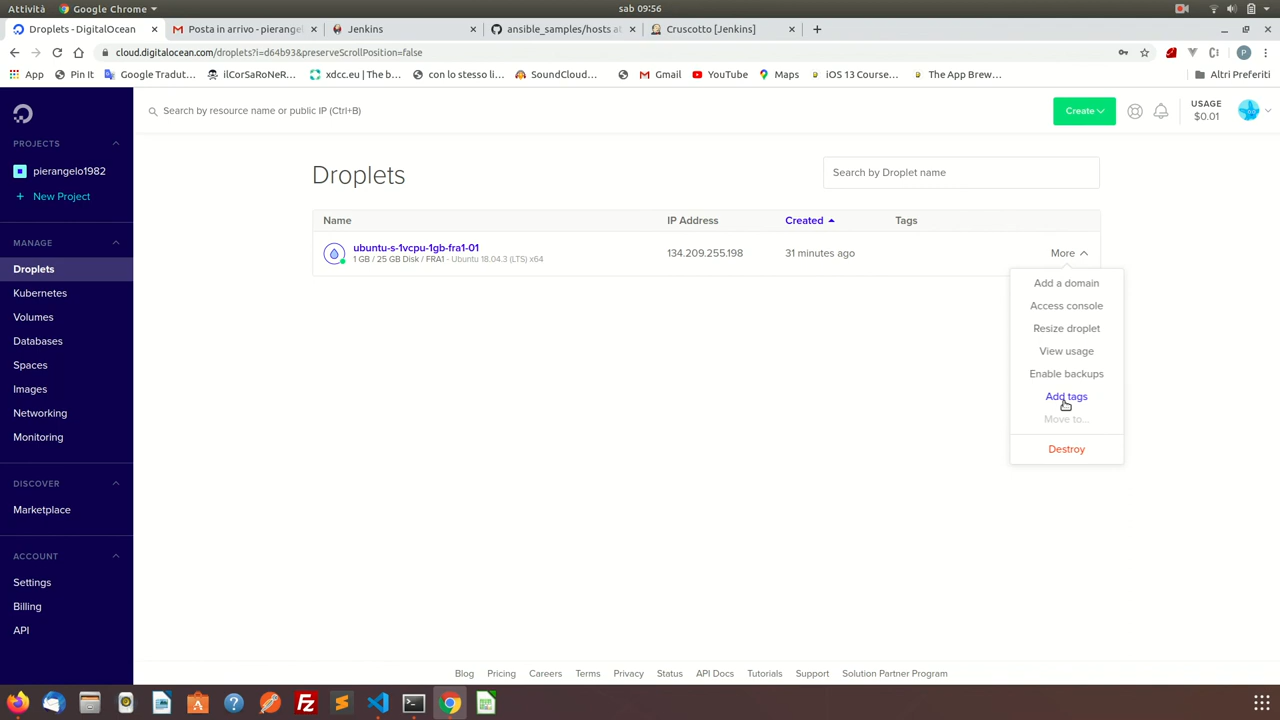 Attività
Google Chrome
sab 09:56
Droplets - DigitalOcean
Posta in arrivo - pierangel
Jenkins
ansible_samples/hosts at
Cruscotto [Jenkins]
cloud.digitalocean.com/droplets?i=d64b93&preserveScrollPosition=false
P
App
Pin It
Google Tradut...
ilCorSaRoNeR...
xdcc.eu | The b...
con lo stesso li...
SoundCloud...
Gmail
YouTube
Maps
iOS 13 Course...
The App Brew...
Altri Preferiti
Search by resource name or public IP (Ctrl+B)
Create
USAGE
$0.01
PROJECTS
pierangelo1982
+ New Project
MANAGE
Droplets
Kubernetes
Volumes
Databases
Spaces
Images
Networking
Monitoring
DISCOVER
Marketplace
ACCOUNT
Settings
Billing
API
Droplets
Search by Droplet name
Name
IP Address
Created
Tags
ubuntu-s-1vcpu-1gb-fra1-01
1 GB / 25 GB Disk / FRA1 - Ubuntu 18.04.3 (LTS) x64
134.209.255.198
31 minutes ago
More
Add a domain
Access console
Resize droplet
View usage
Enable backups
Add tags
Move to...
Destroy
Blog
Pricing
Careers
Terms
Privacy
Status
API Docs
Tutorials
Support
Solution Partner Program